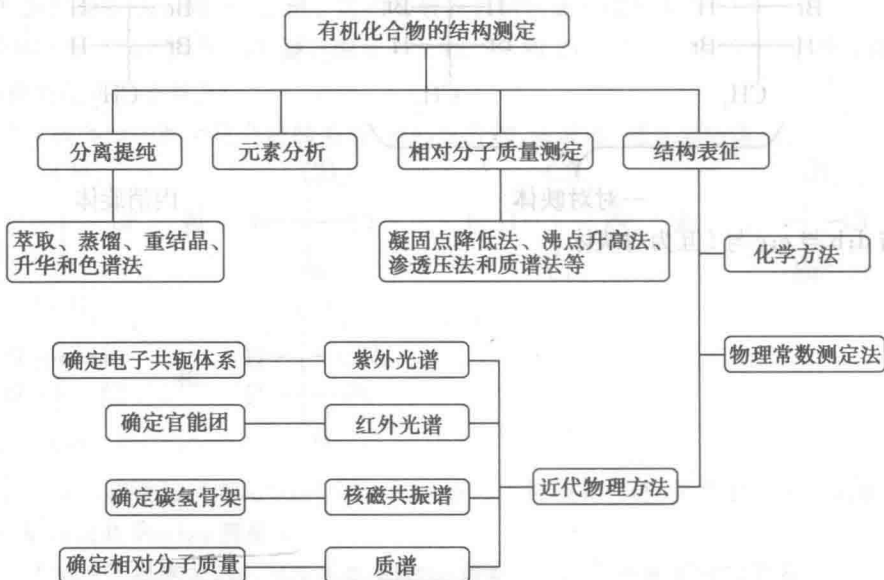 有机化合物的结构测定
分离提纯
元素分析
相对分子质量测定
结构表征
萃取、蒸馏、重结晶、
升华和色谱法
凝固点降低法、沸点升高法、
渗透压法和质谱法等
化学方法
物理常数测定法
确定电子共轭体系
紫外光谱
确定官能团
红外光谱
确定碳氢骨架
核磁共振谱
近代物理方法
确定相对分子质量
质谱